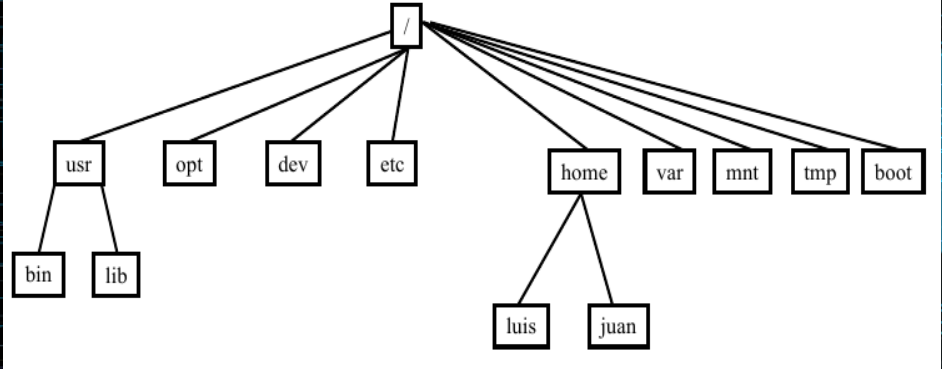 /
usr opt dev etc home var mnt tmp boot
bin lib
luis juan